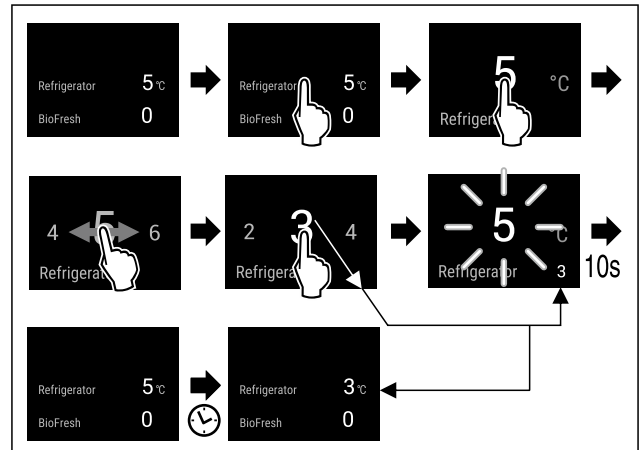 Refrigerator 5 °C
BioFresh 0
Refrigerator 5 °C
BioFresh 0
5 °C
Refriger
4 5 6
Refrigera
2 3 4
Refrigera
5 °C
Refrigerator 3
10s
Refrigerator 5 °C
BioFresh 0
Refrigerator 3 °C
BioFresh 0